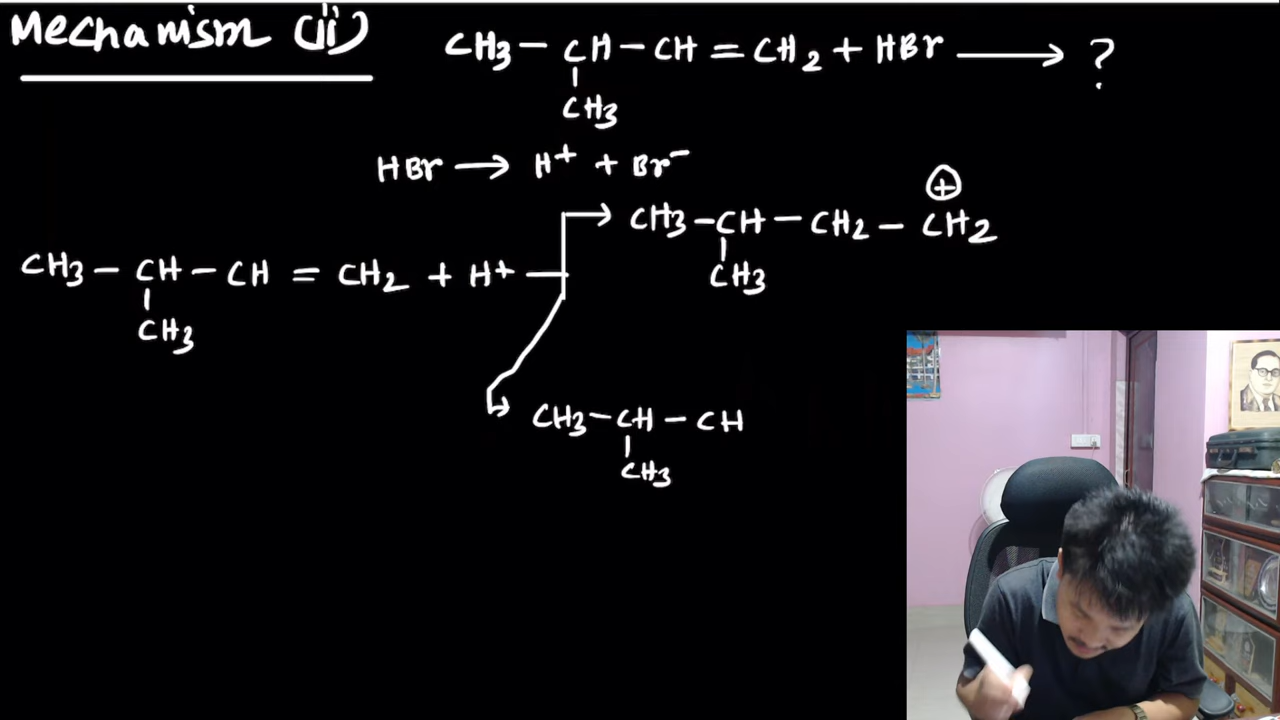 Mechanism (ii)
CH3 — CH — CH = CH2 + HBr ⟶ ?
CH3
HBr ⟶ H+ + Br−
⊕
CH3 — CH — CH2 — CH2
CH3
CH3 — CH — CH = CH2 + H+
CH3
CH3 — CH — CH
CH3